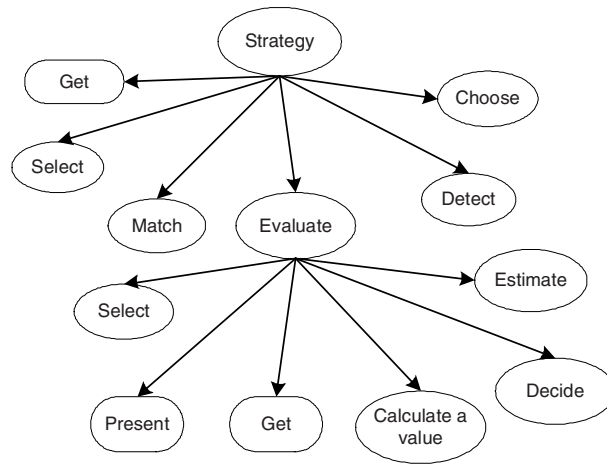 Strategy
Get
Choose
Select
Detect
Match
Evaluate
Estimate
Select
Decide
Present
Get
Calculate a
value